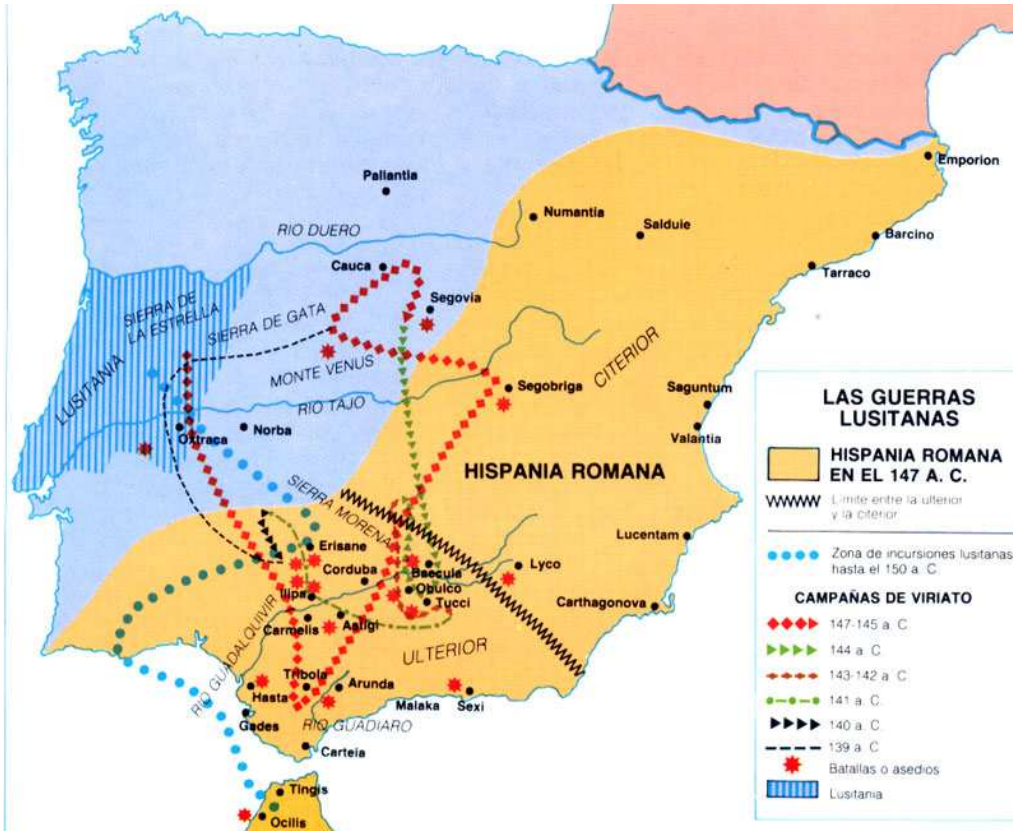 Emporion
Pallantia
Numantia
Salduie
Barcino
RIO DUERO
Cauca
Tarraco
SIERRA DE
LA ESTRELLA
SIERRA DE GATA
Segovia
MONTE VENUS
CITERIOR
LUSITANIA
RIO TAJO
Segobriga
Saguntum
Oxtraca
Norba
Valantia
HISPANIA ROMANA
SIERRA MORENA
Lucentam
Erisane
Corduba
Baecula
Lyco
Obulco
Ilipa
Tucci
Carthagonova
Carmelis
Astigi
ULTERIOR
RIO GUADALQUIVIR
Tribola
Arunda
Hasta
Malaka
Sexi
Gades
RIO GUADIARO
Carteia
Tingis
Ocilis
LAS GUERRAS
LUSITANAS
HISPANIA ROMANA
EN EL 147 A. C.
Límite entre la ulterior
y la citerior
Zona de incursiones lusitanas
hasta el 150 a. C.
CAMPAÑAS DE VIRIATO
147-145 a. C
144 a. C
143-142 a. C.
141 a. C.
140 a. C
139 a. C
Batallas o asedios
Lusitania